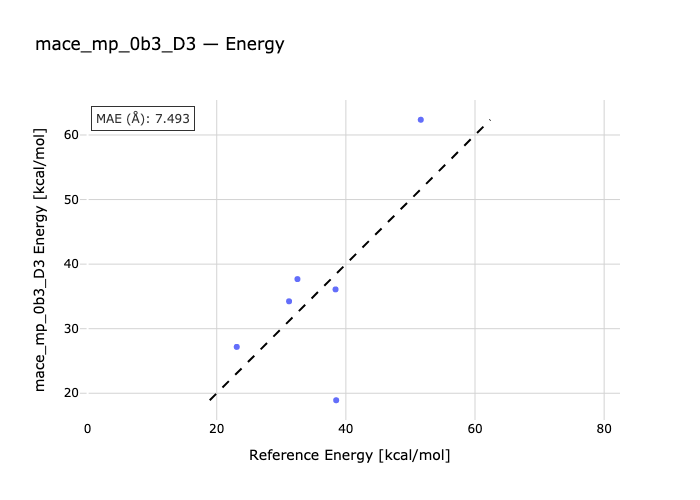 mace_mp_0b3_D3 — Energy
MAE (Å): 7.493
mace_mp_0b3_D3 Energy [kcal/mol]
60
50
40
30
20
0
20
40
60
80
Reference Energy [kcal/mol]